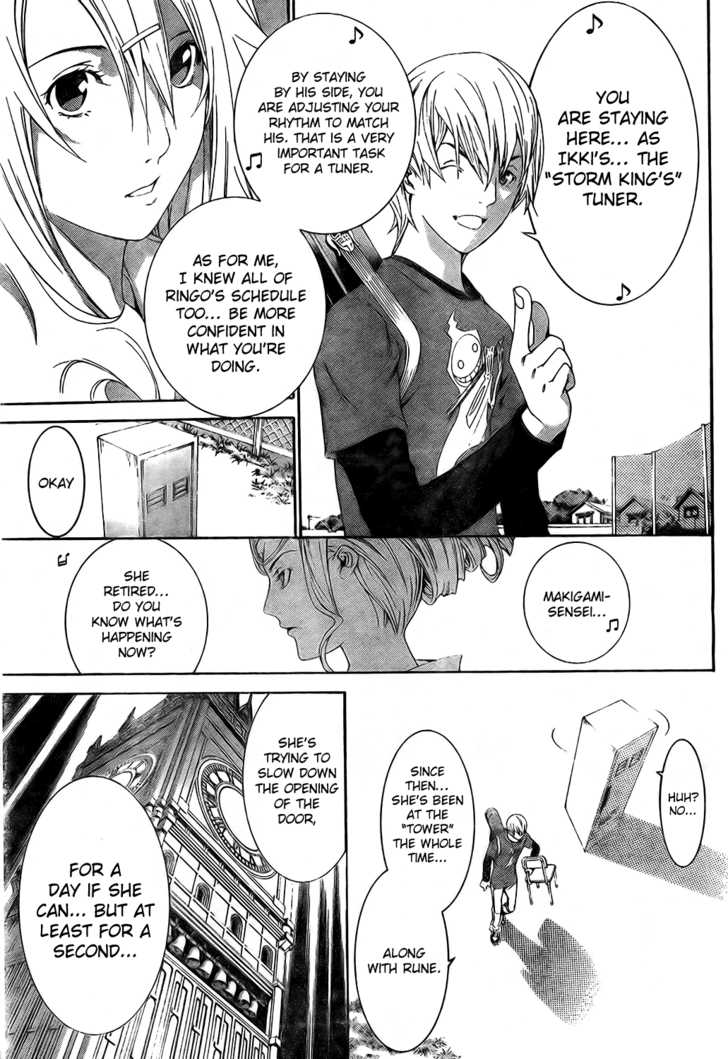 YOU
ARE STAYING
HERE... AS
IKKI'S... THE
"STORM KING'S"
TUNER.
BY STAYING
BY HIS SIDE, YOU
ARE ADJUSTING YOUR
RHYTHM TO MATCH
HIS. THAT IS A VERY
IMPORTANT TASK
FOR A TUNER.
AS FOR ME,
I KNEW ALL OF
RINGO'S SCHEDULE
TOO... BE MORE
CONFIDENT IN
WHAT YOU'RE
DOING.
OKAY
MAKIGAMI-
SENSEI...
SHE
RETIRED...
DO YOU
KNOW WHAT'S
HAPPENING
NOW?
HUH?
NO...
SINCE
THEN...
SHE'S BEEN
AT THE
"TOWER"
THE WHOLE
TIME...
ALONG
WITH RUNE.
SHE'S
TRYING TO
SLOW DOWN
THE OPENING
OF THE
DOOR,
FOR A
DAY IF SHE
CAN... BUT AT
LEAST FOR A
SECOND...